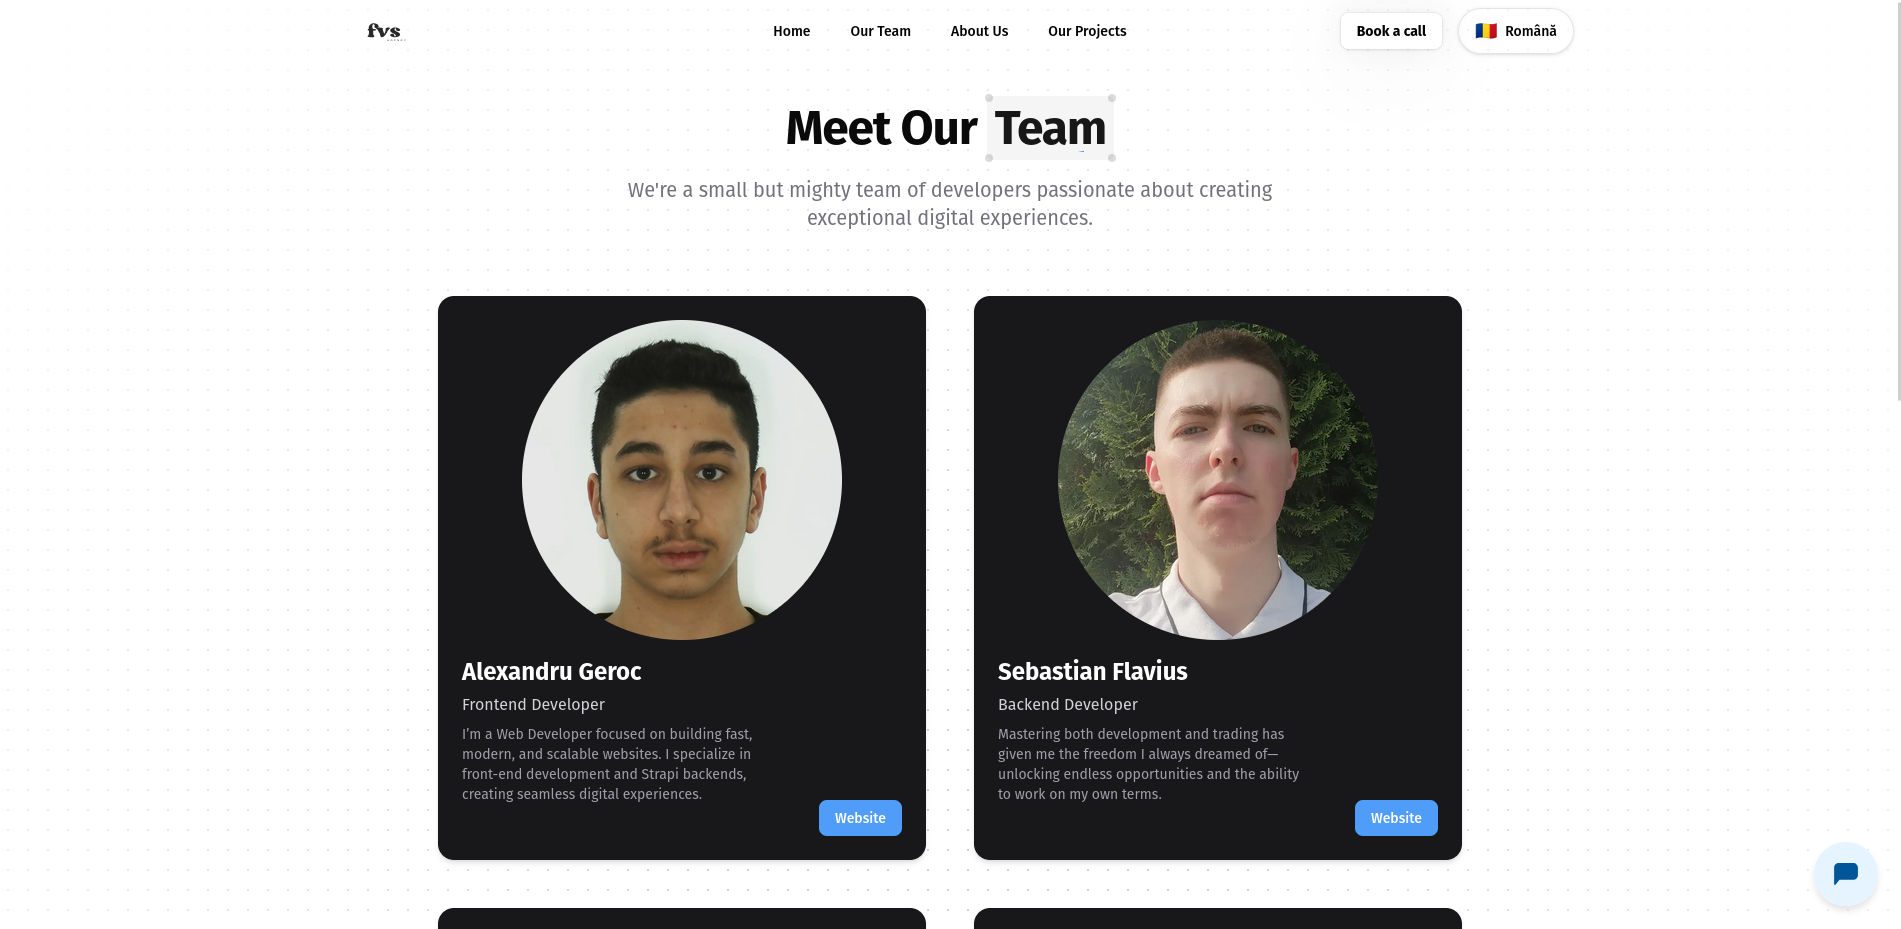 fvs
Home
Our Team
About Us
Our Projects
Book a call
Română
Meet Our Team
We're a small but mighty team of developers passionate about creating
exceptional digital experiences.
Alexandru Geroc
Frontend Developer
I’m a Web Developer focused on building fast,
modern, and scalable websites. I specialize in
front-end development and Strapi backends,
creating seamless digital experiences.
Website
Sebastian Flavius
Backend Developer
Mastering both development and trading has
given me the freedom I always dreamed of—
unlocking endless opportunities and the ability
to work on my own terms.
Website